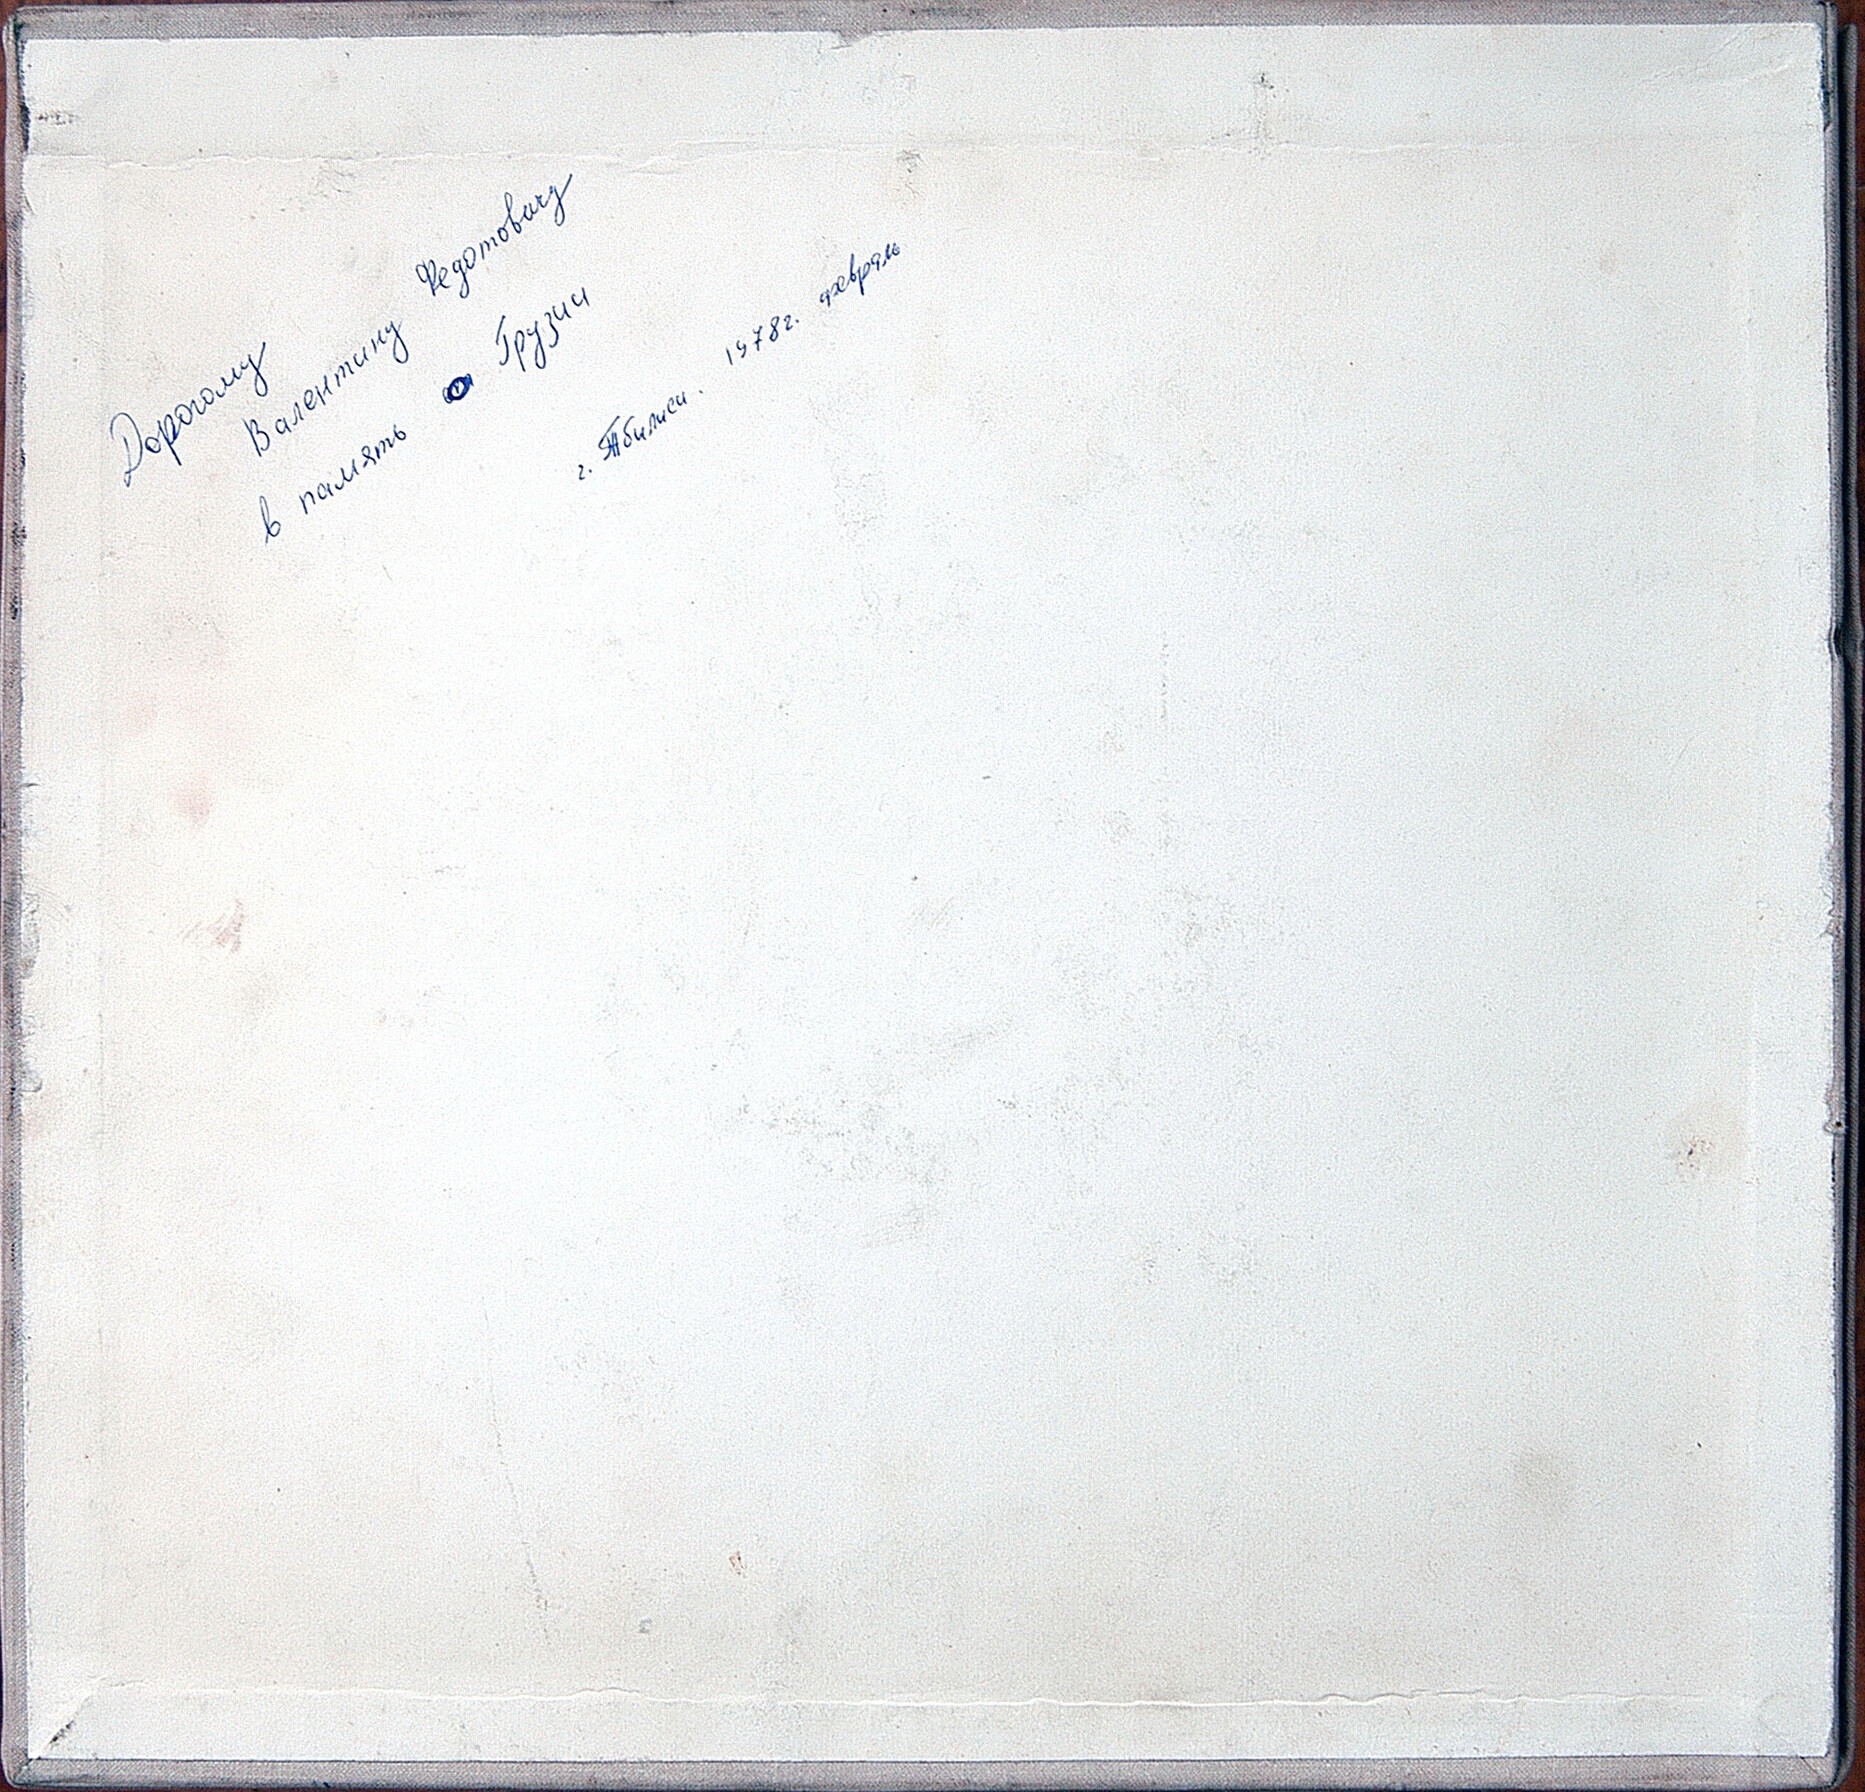 Дорогому
Валентину Федотовичу
в память о Грузии
г. Тбилиси. 1978г. февраль